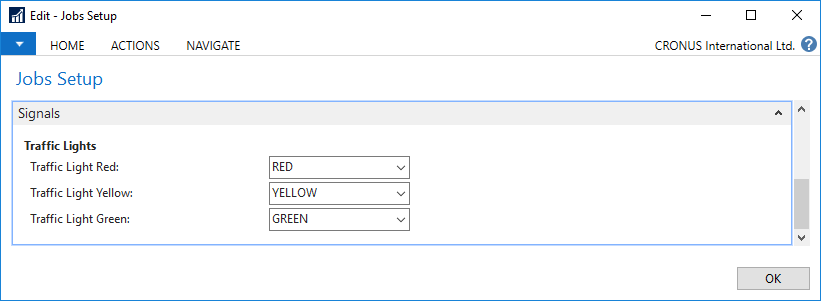 Edit - Jobs Setup
HOME ACTIONS NAVIGATE CRONUS International Ltd. ?
Jobs Setup
Signals
Traffic Lights
Traffic Light Red: RED
Traffic Light Yellow: YELLOW
Traffic Light Green: GREEN
OK